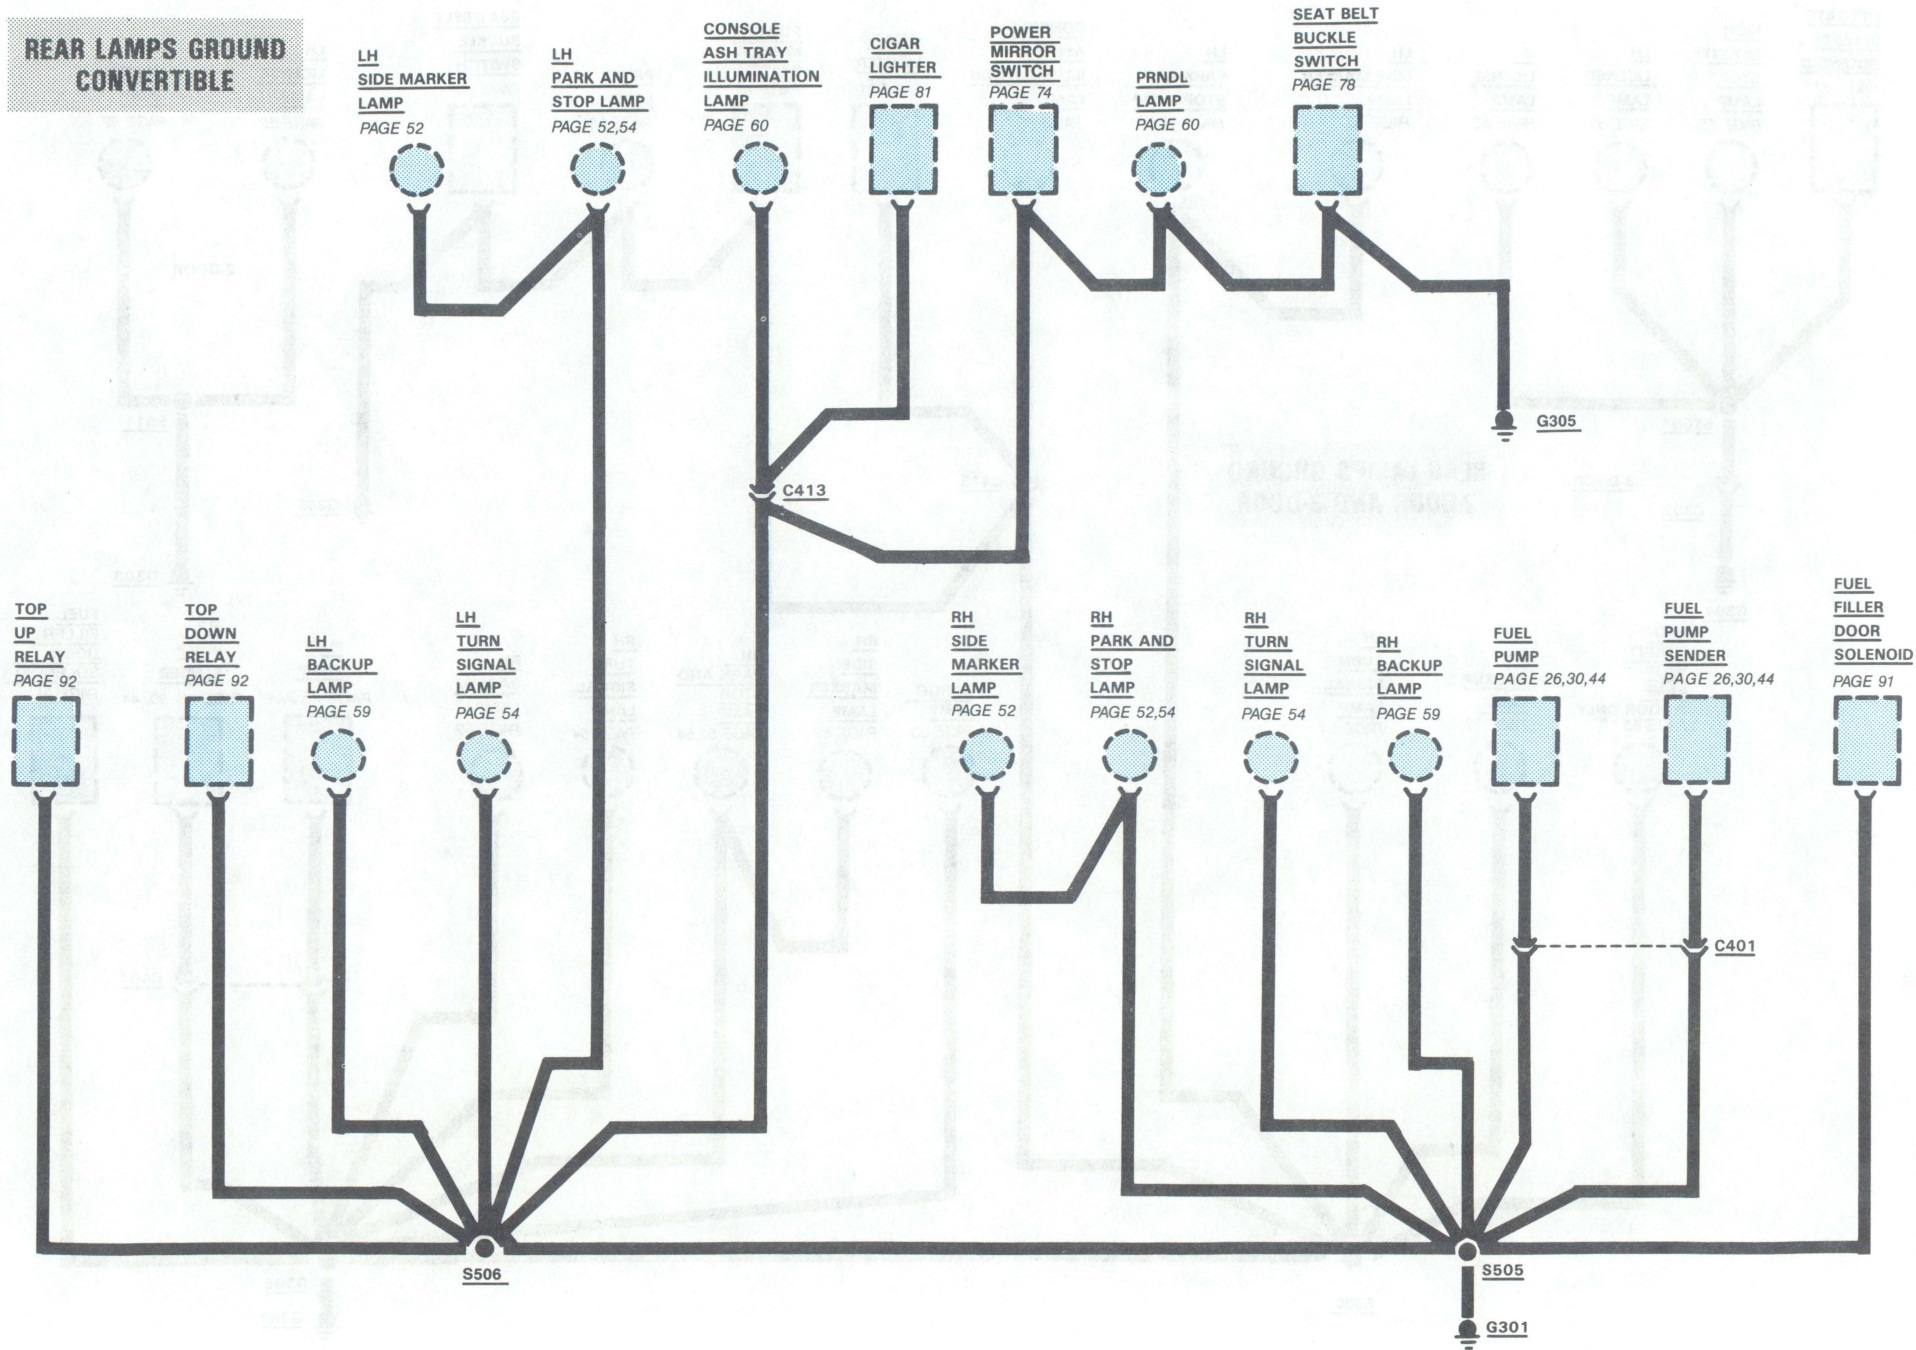 REAR LAMPS GROUND
CONVERTIBLE
LH
SIDE MARKER
LAMP
PAGE 52
LH
PARK AND
STOP LAMP
PAGE 52,54
CONSOLE
ASH TRAY
ILLUMINATION
LAMP
PAGE 60
CIGAR
LIGHTER
PAGE 81
POWER
MIRROR
SWITCH
PAGE 74
PRNDL
LAMP
PAGE 60
SEAT BELT
BUCKLE
SWITCH
PAGE 78
G305
C413
TOP
UP
RELAY
PAGE 92
TOP
DOWN
RELAY
PAGE 92
LH
BACKUP
LAMP
PAGE 59
LH
TURN
SIGNAL
LAMP
PAGE 54
RH
SIDE
MARKER
LAMP
PAGE 52
RH
PARK AND
STOP
LAMP
PAGE 52,54
RH
TURN
SIGNAL
LAMP
PAGE 54
RH
BACKUP
LAMP
PAGE 59
FUEL
PUMP
PAGE 26,30,44
FUEL
PUMP
SENDER
PAGE 26,30,44
FUEL
FILLER
DOOR
SOLENOID
PAGE 91
C401
S506
S505
G301